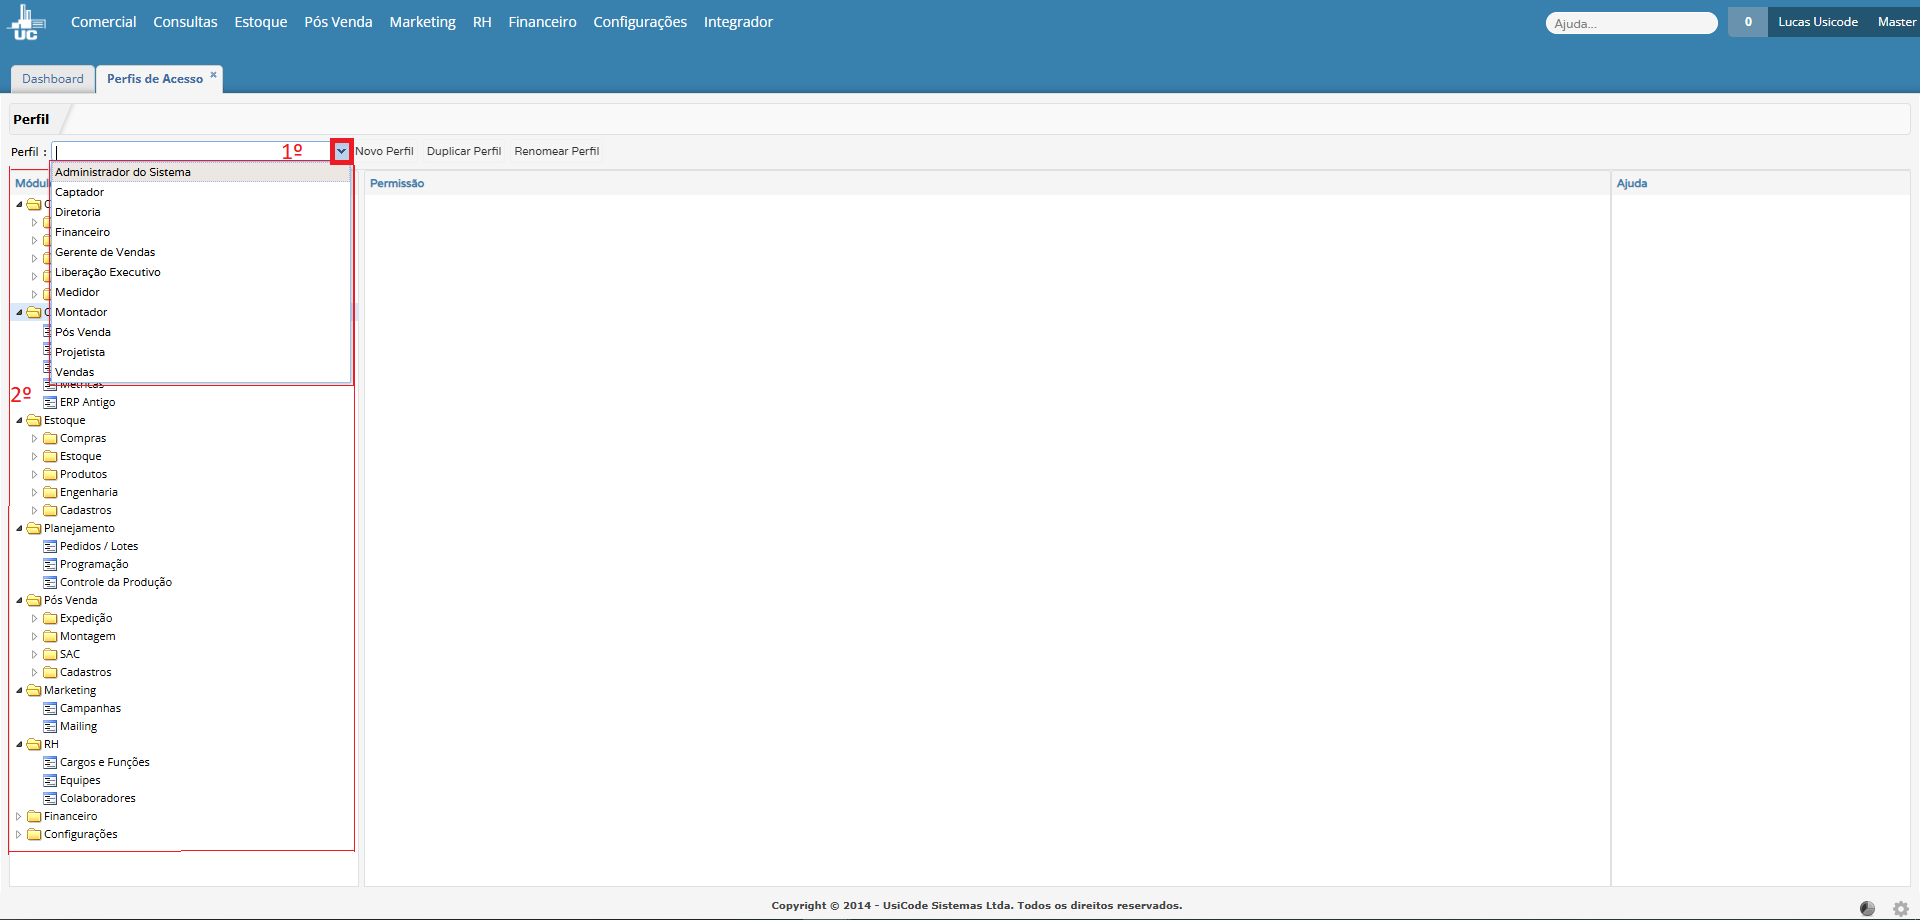 UC
Comercial Consultas Estoque Pós Venda Marketing RH Financeiro Configurações Integrador
Ajuda... 0 Lucas Usicode Master
Dashboard Perfis de Acesso
Perfil
Perfil : 1º Novo Perfil Duplicar Perfil Renomear Perfil
Permissão Ajuda
Administrador do Sistema
Captador
Diretoria
Financeiro
Gerente de Vendas
Liberação Executivo
Medidor
Montador
Pós Venda
Projetista
Vendas
Métricas
2º
ERP Antigo
Estoque
Compras
Estoque
Produtos
Engenharia
Cadastros
Planejamento
Pedidos / Lotes
Programação
Controle da Produção
Pós Venda
Expedição
Montagem
SAC
Cadastros
Marketing
Campanhas
Mailing
RH
Cargos e Funções
Equipes
Colaboradores
Financeiro
Configurações
Copyright © 2014 - UsiCode Sistemas Ltda. Todos os direitos reservados.